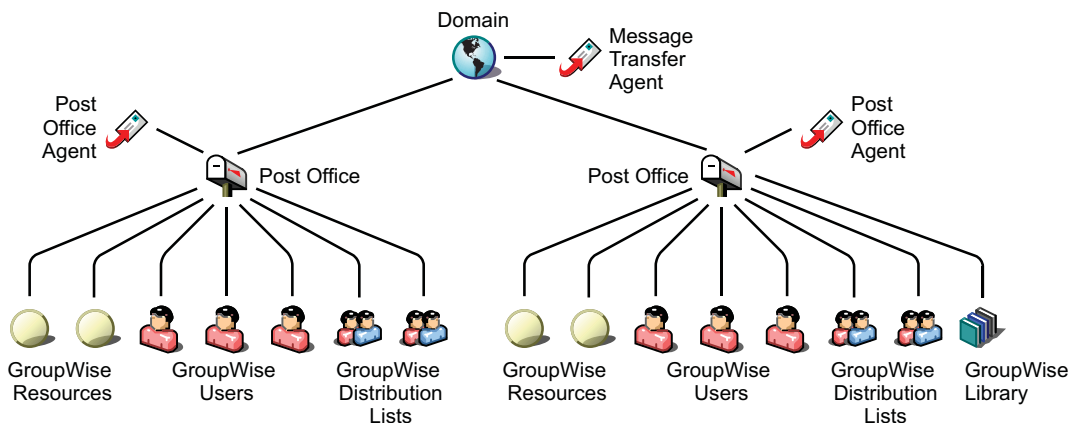 Domain
Message
Transfer
Agent
Post
Office
Agent
Post
Office
Agent
Post Office
Post Office
GroupWise
Resources
GroupWise
Users
GroupWise
Distribution
Lists
GroupWise
Resources
GroupWise
Users
GroupWise
Distribution
Lists
GroupWise
Library